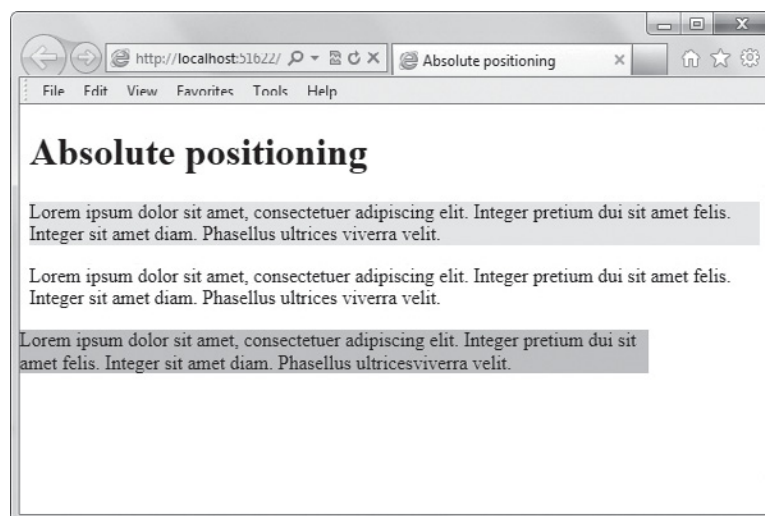 http://localhost:51622/
Absolute positioning
File Edit View Favorites Tools Help
Absolute positioning
Lorem ipsum dolor sit amet, consectetuer adipiscing elit. Integer pretium dui sit amet felis.
Integer sit amet diam. Phasellus ultrices viverra velit.
Lorem ipsum dolor sit amet, consectetuer adipiscing elit. Integer pretium dui sit amet felis.
Integer sit amet diam. Phasellus ultrices viverra velit.
Lorem ipsum dolor sit amet, consectetuer adipiscing elit. Integer pretium dui sit
amet felis. Integer sit amet diam. Phasellus ultricesviverra velit.